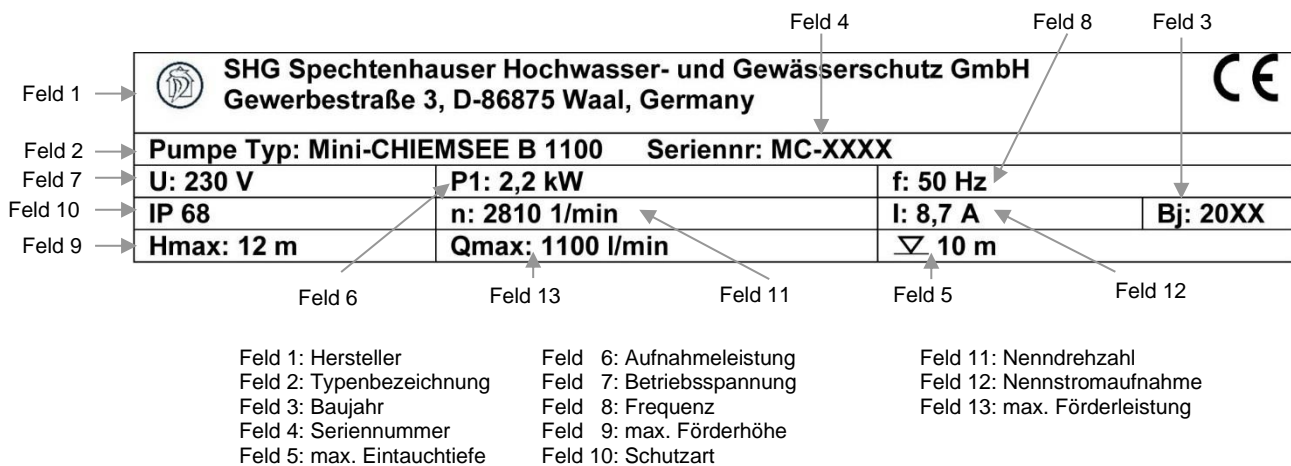 Feld 4
Feld 8
Feld 3
Feld 1
SHG Spechtenhauser Hochwasser- und Gewässerschutz GmbH
Gewerbestraße 3, D-86875 Waal, Germany
CE
Feld 2
Pumpe Typ: Mini-CHIEMSEE B 1100 Seriennr: MC-XXXX
Feld 7
U: 230 V
P1: 2,2 kW
f: 50 Hz
Feld 10
IP 68
n: 2810 1/min
I: 8,7 A
Bj: 20XX
Feld 9
Hmax: 12 m
Qmax: 1100 l/min
10 m
Feld 6
Feld 13
Feld 11
Feld 5
Feld 12
Feld 1: Hersteller
Feld 2: Typenbezeichnung
Feld 3: Baujahr
Feld 4: Seriennummer
Feld 5: max. Eintauchtiefe
Feld 6: Aufnahmeleistung
Feld 7: Betriebsspannung
Feld 8: Frequenz
Feld 9: max. Förderhöhe
Feld 10: Schutzart
Feld 11: Nenndrehzahl
Feld 12: Nennstromaufnahme
Feld 13: max. Förderleistung